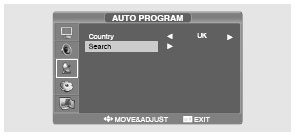 AUTO PROGRAM
Country ◀ UK ▶
Search ▶
MOVE&ADJUST EXIT